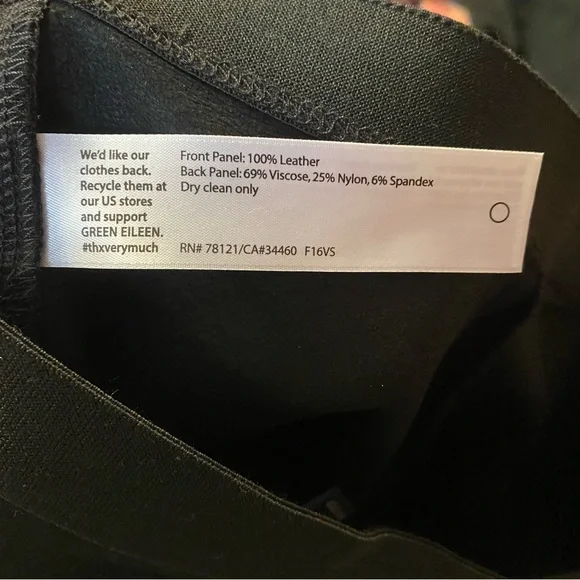 We'd like our
clothes back.
Recycle them at
our US stores
and support
GREEN EILEEN.
#thxverymuch
Front Panel: 100% Leather
Back Panel: 69% Viscose, 25% Nylon, 6% Spandex
Dry clean only
RN# 78121/CA#34460 F16VS